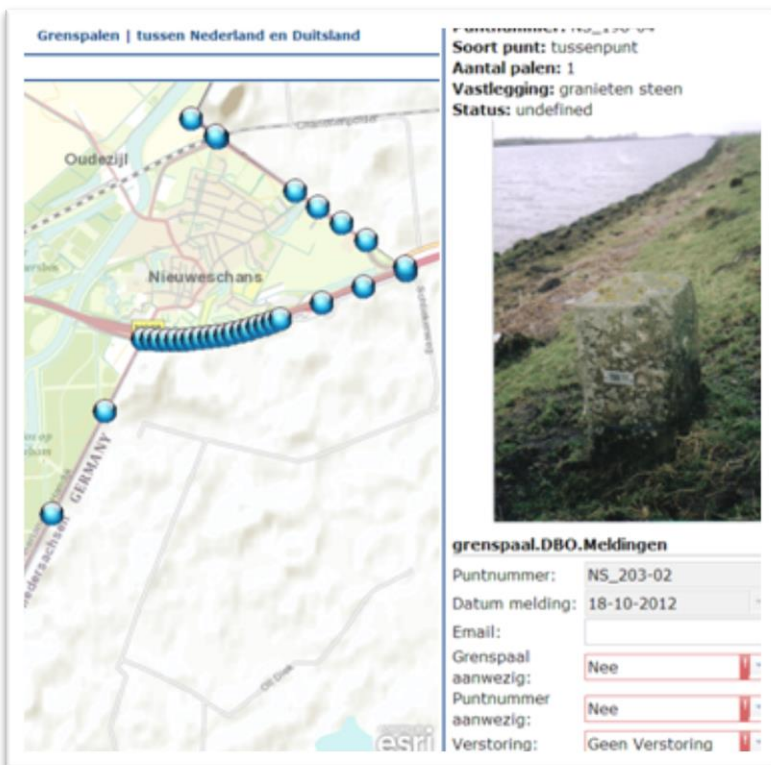 Grenspalen | tussen Nederland en Duitsland
Oudezijl
Nieuweschans
GERMANY
esri
Soort punt: tussenpunt
Aantal palen: 1
Vastlegging: granieten steen
Status: undefined
grenspaal.DBO.Meldingen
Puntnummer: NS_203-02
Datum melding: 18-10-2012
Email:
Grenspaal
aanwezig: Nee
Puntnummer
aanwezig: Nee
Verstoring: Geen Verstoring